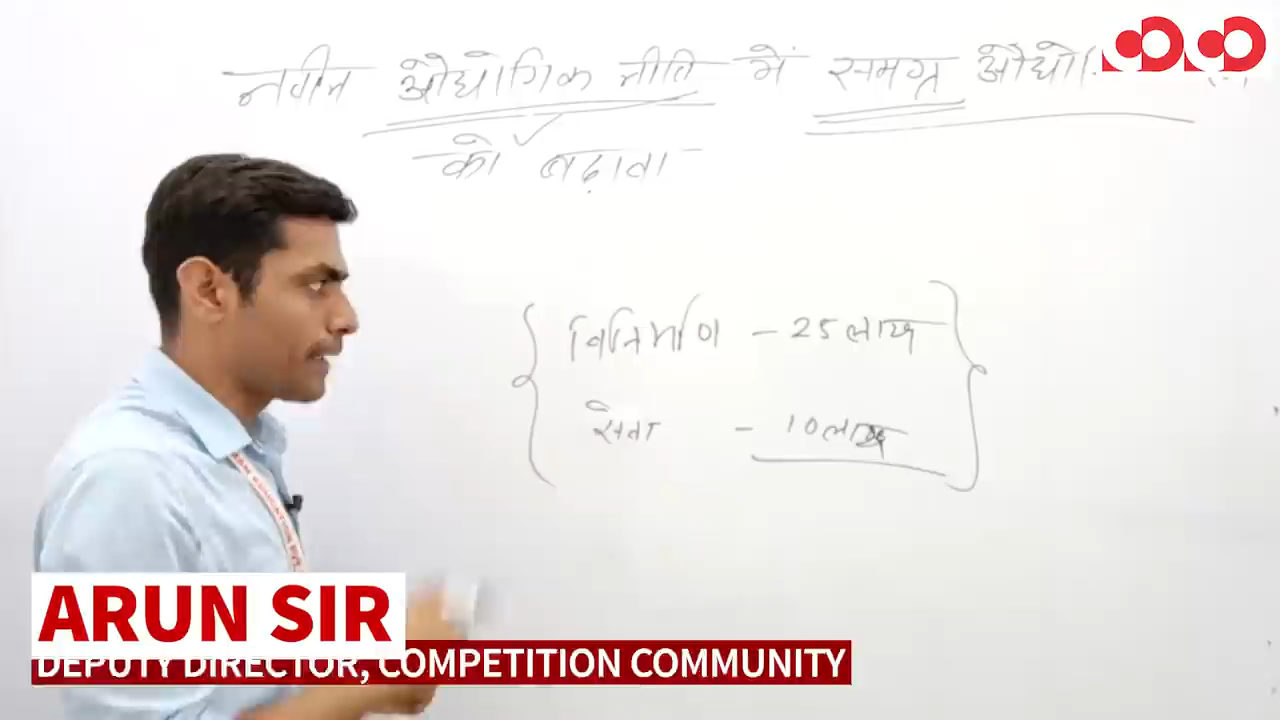 नवीन औद्योगिक नीति में समग्र
को बढ़ावा
विनिर्माण - 25 लाख
सेवा - 10 लाख
ARUN SIR
DEPUTY DIRECTOR, COMPETITION COMMUNITY